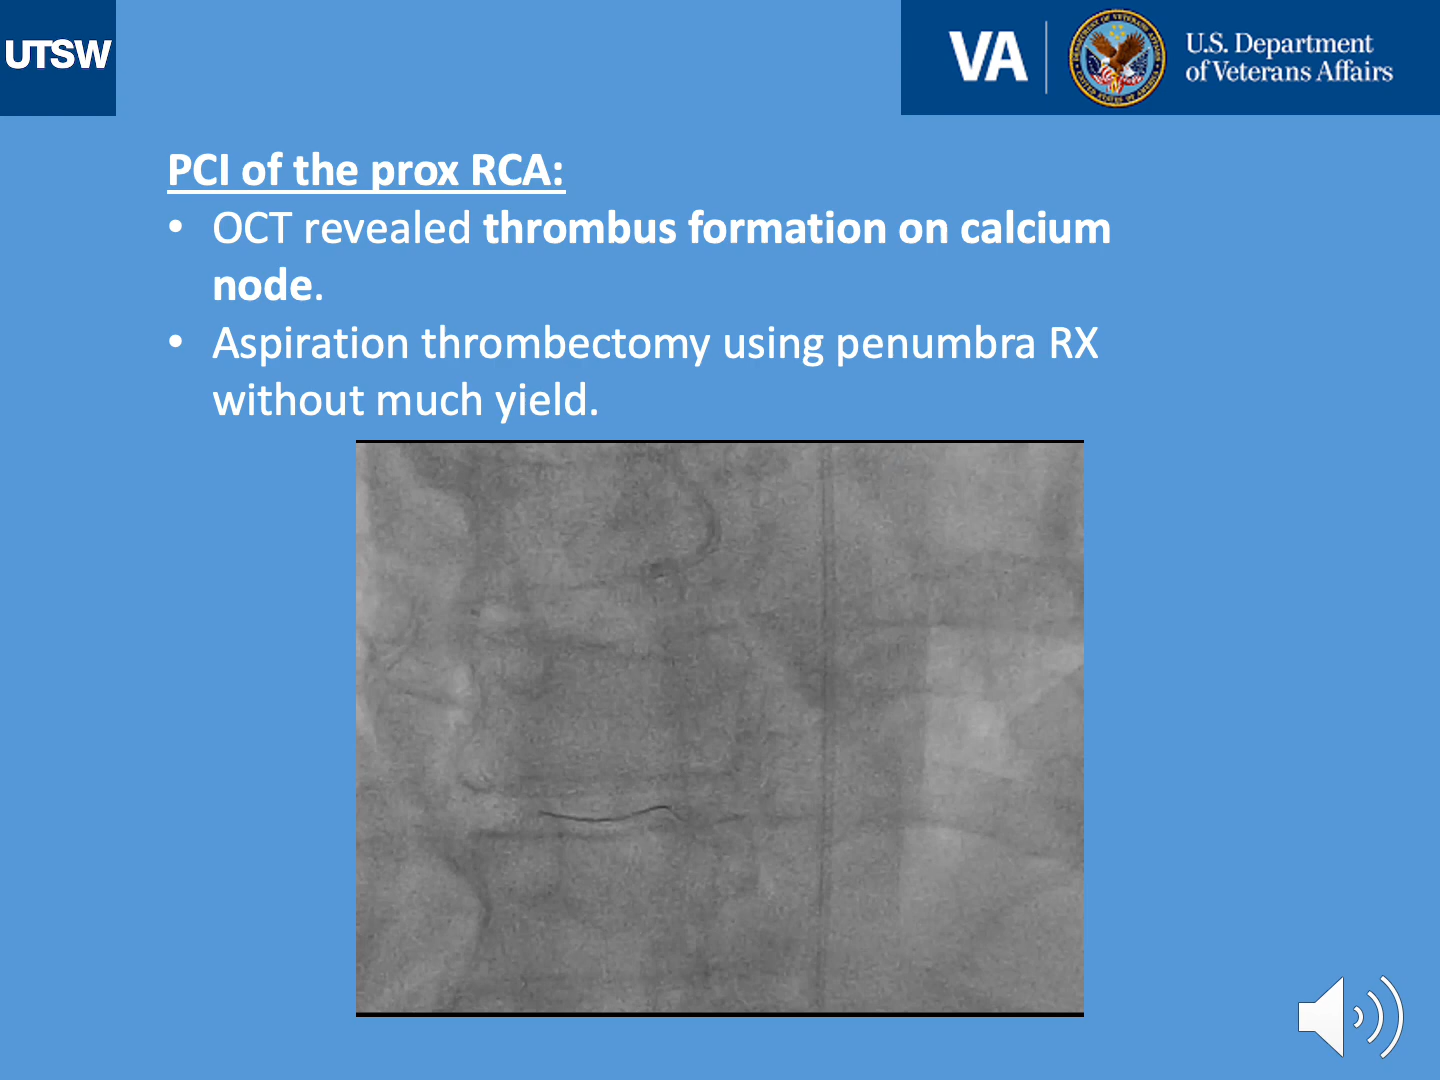 UTSW
VA
U.S. Department
of Veterans Affairs
PCI of the prox RCA:
• OCT revealed thrombus formation on calcium
node.
• Aspiration thrombectomy using penumbra RX
without much yield.